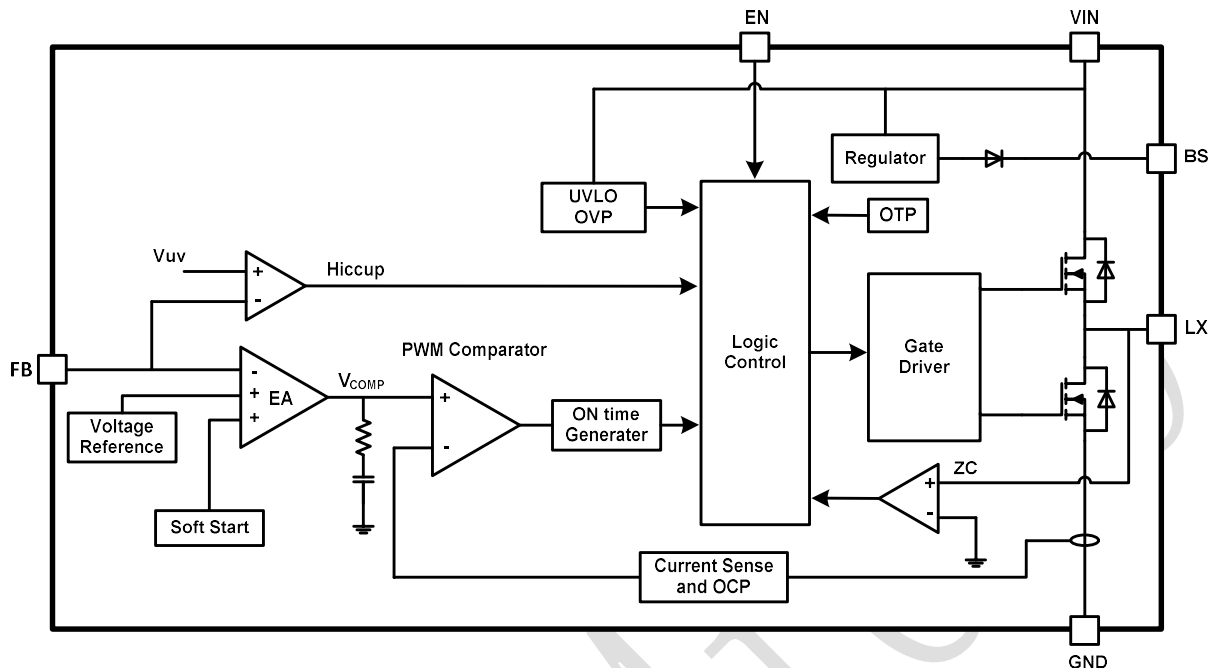 EN
VIN
Regulator
BS
UVLO
OVP
OTP
Vuv
+
-
Hiccup
Logic
Control
Gate
Driver
LX
FB
PWM Comparator
-
+
+
EA
VCOMP
+
-
ON time
Generater
Voltage
Reference
Soft Start
ZC
+
-
Current Sense
and OCP
GND